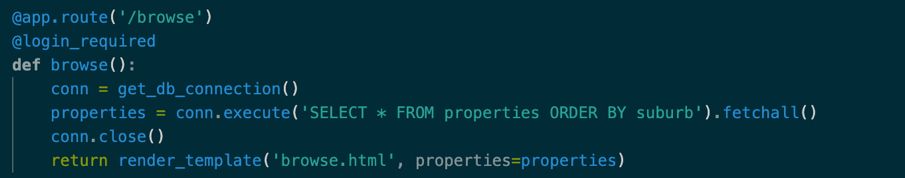 @app.route('/browse')
@login_required
def browse():
    conn = get_db_connection()
    properties = conn.execute('SELECT * FROM properties ORDER BY suburb').fetchall()
    conn.close()
    return render_template('browse.html', properties=properties)